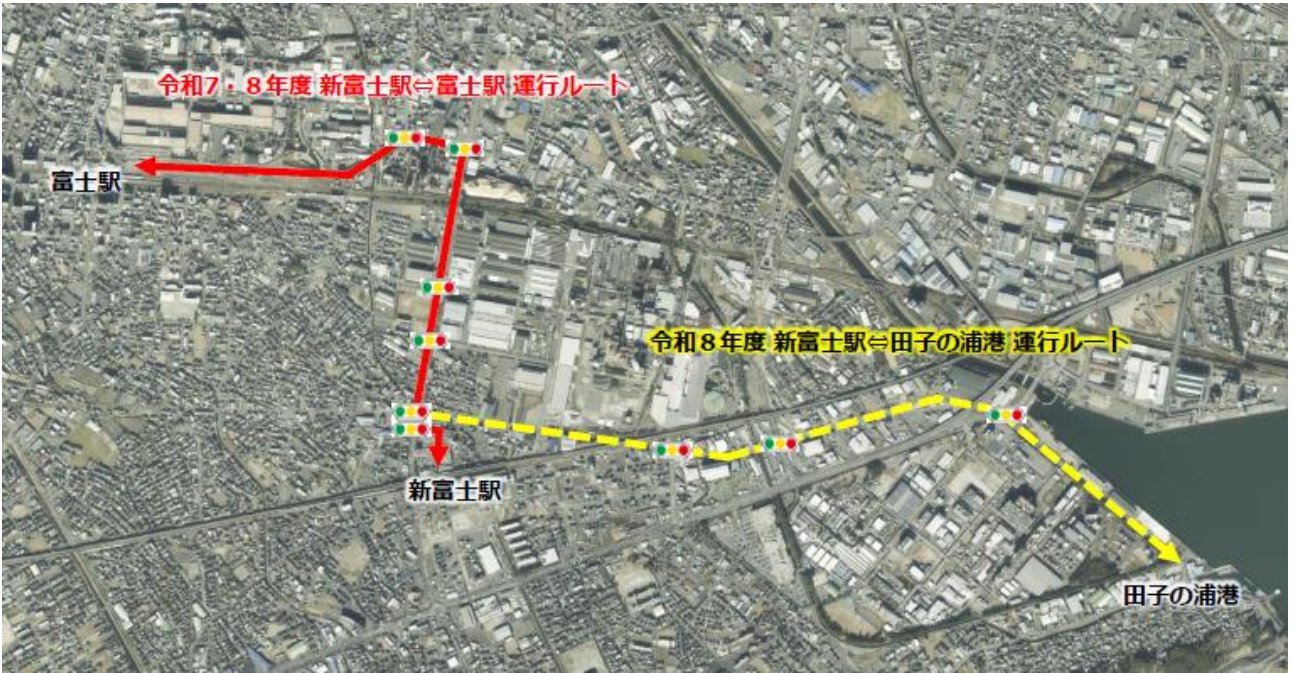 令和7・８年度 新富士駅⇔富士駅 運行ルート
富士駅
令和８年度 新富士駅⇔田子の浦港 運行ルート
新富士駅
田子の浦港